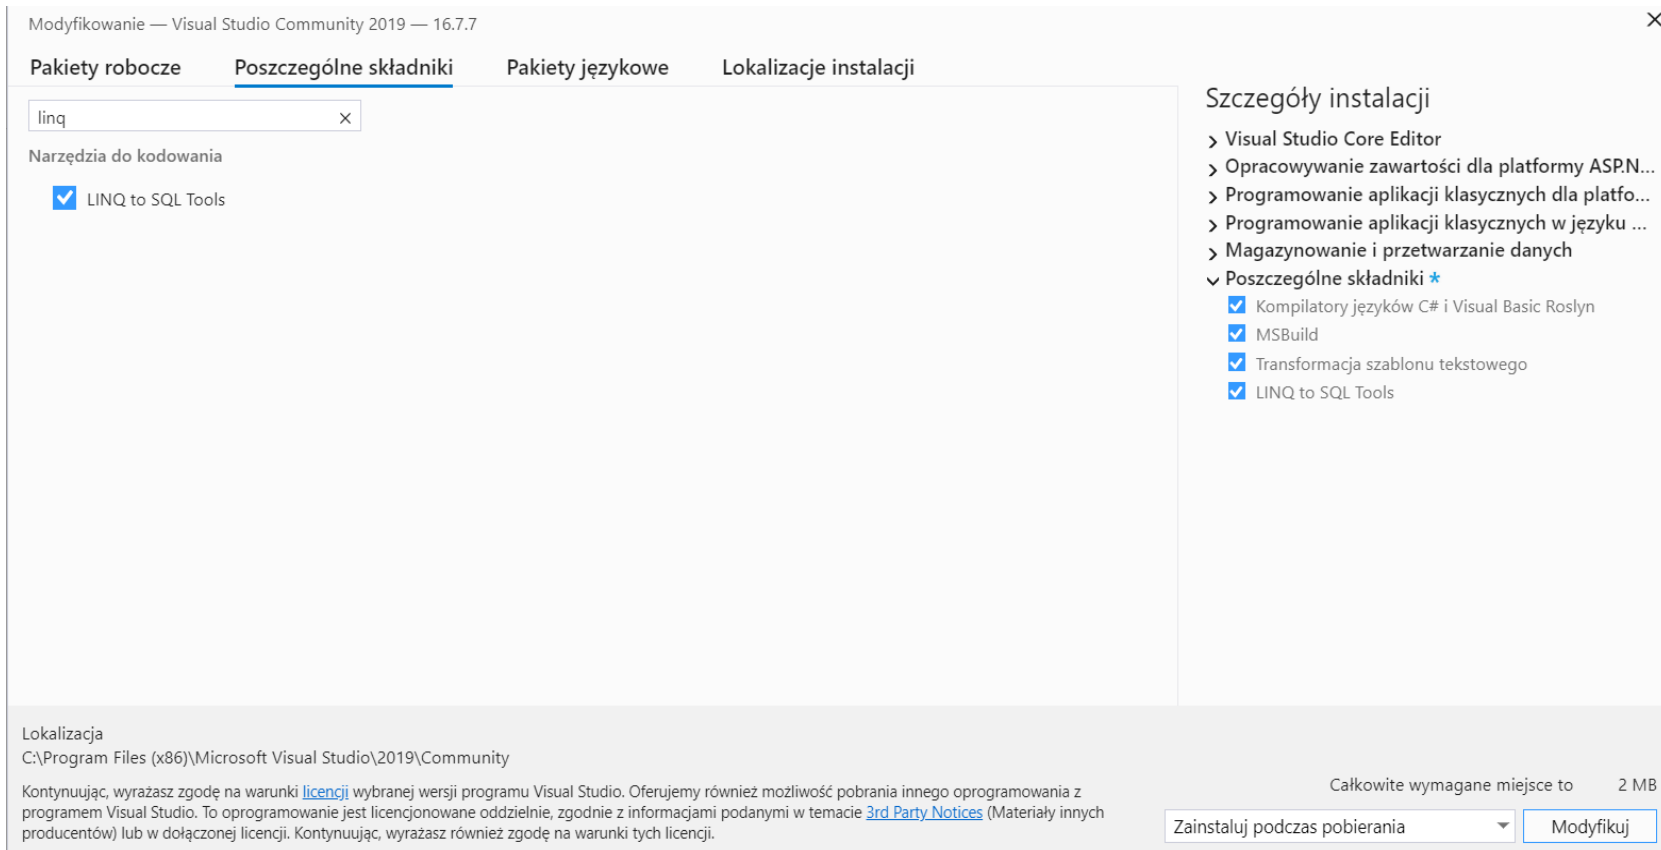 Modyfikowanie — Visual Studio Community 2019 — 16.7.7
Pakiety robocze Poszczególne składniki Pakiety językowe Lokalizacje instalacji
linq
Narzędzia do kodowania
LINQ to SQL Tools
Szczegóły instalacji
Visual Studio Core Editor
Opracowywanie zawartości dla platformy ASP.N...
Programowanie aplikacji klasycznych dla platfo...
Programowanie aplikacji klasycznych w języku ...
Magazynowanie i przetwarzanie danych
Poszczególne składniki *
Kompilatory języków C# i Visual Basic Roslyn
MSBuild
Transformacja szablonu tekstowego
LINQ to SQL Tools
Lokalizacja
C:\Program Files (x86)\Microsoft Visual Studio\2019\Community
Kontynuując, wyrażasz zgodę na warunki licencji wybranej wersji programu Visual Studio. Oferujemy również możliwość pobrania innego oprogramowania z
programem Visual Studio. To oprogramowanie jest licencjonowane oddzielnie, zgodnie z informacjami podanymi w temacie 3rd Party Notices (Materiały innych
producentów) lub w dołączonej licencji. Kontynuując, wyrażasz również zgodę na warunki tych licencji.
Całkowite wymagane miejsce to 2 MB
Zainstaluj podczas pobierania Modyfikuj